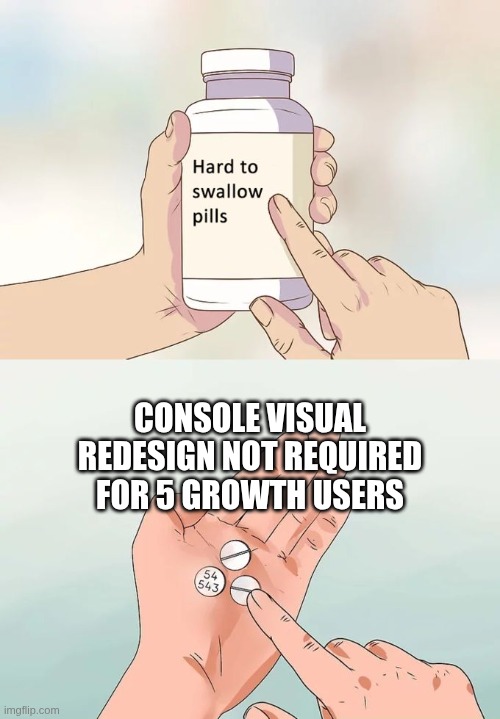 Hard to
swallow
pills
CONSOLE VISUAL
REDESIGN NOT REQUIRED
FOR 5 GROWTH USERS
54
543
imgflip.com